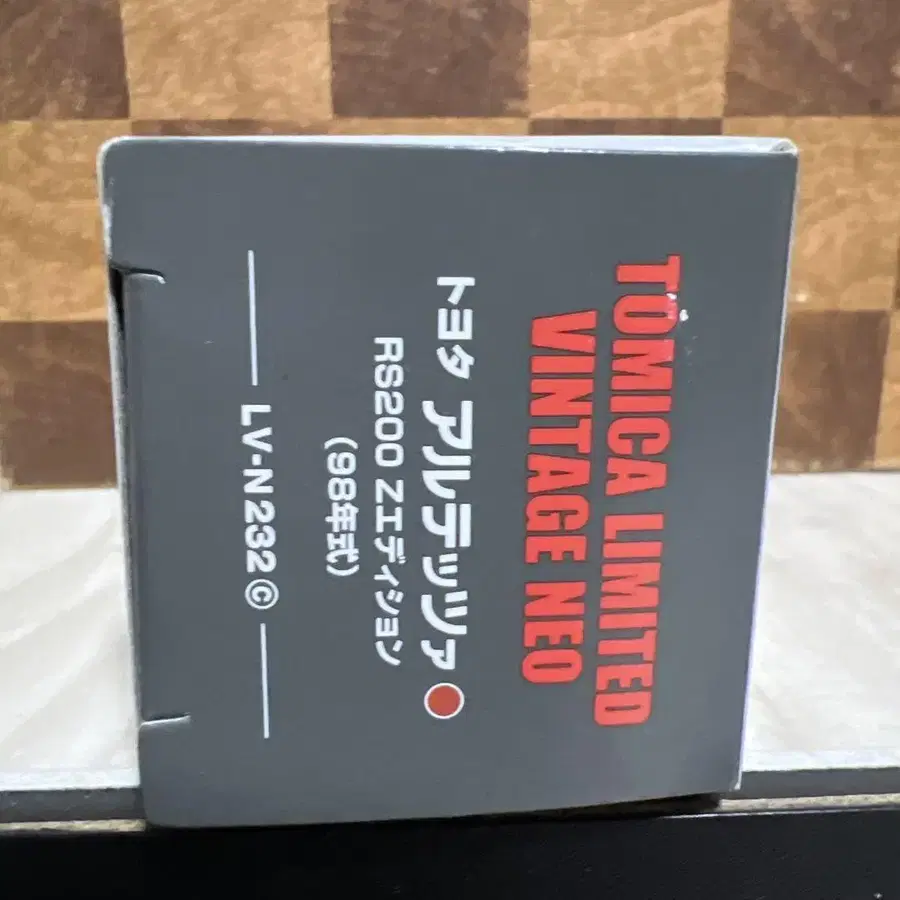 TOMICA LIMITED
VINTAGE NEO
トヨタ アルテッツァ
RS200 Zエディション
(98年式)
LV-N232ⓒ